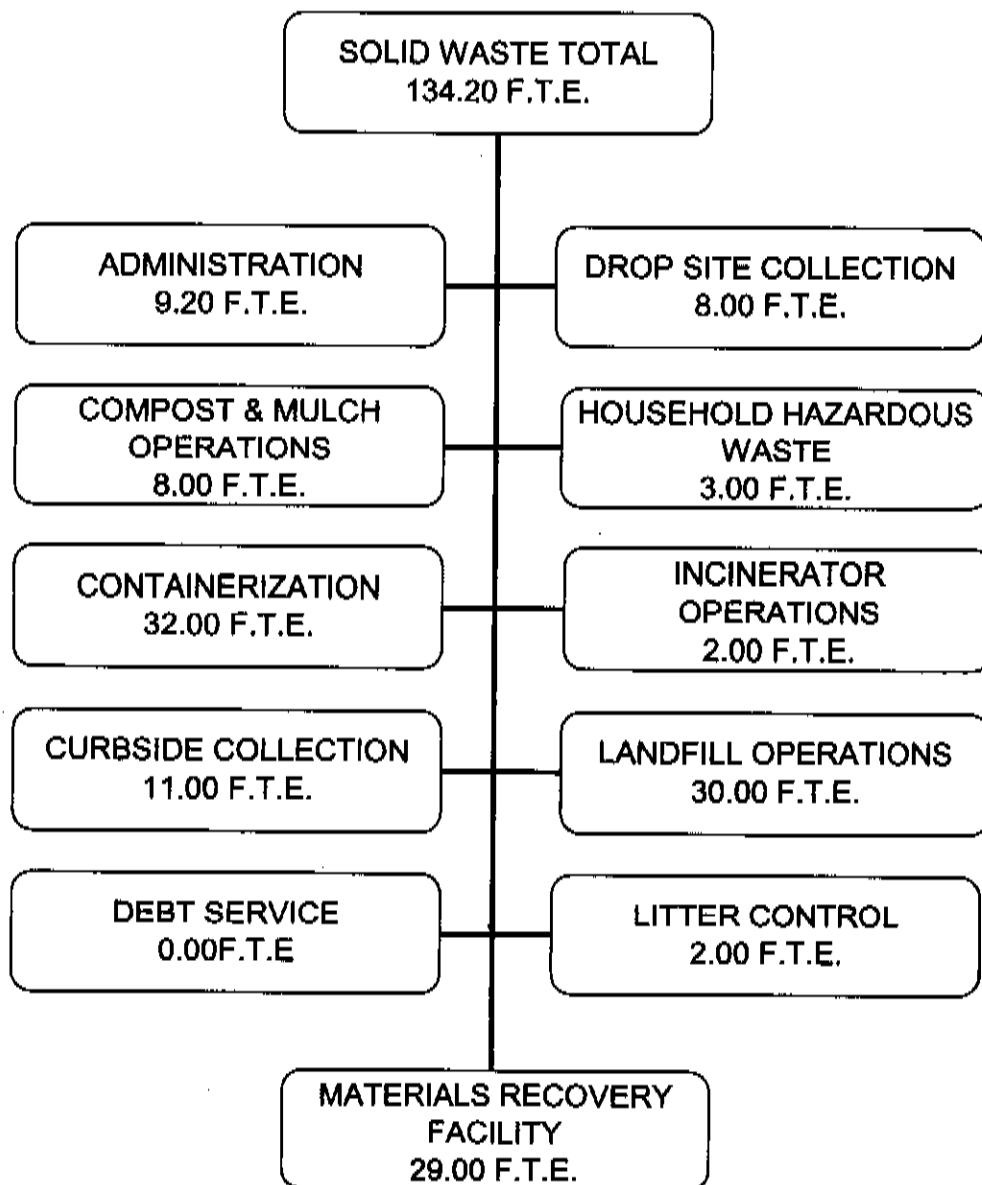 SOLID WASTE TOTAL
134.20 F.T.E.
ADMINISTRATION
9.20 F.T.E.
DROP SITE COLLECTION
8.00 F.T.E.
COMPOST & MULCH
OPERATIONS
8.00 F.T.E.
HOUSEHOLD HAZARDOUS
WASTE
3.00 F.T.E.
CONTAINERIZATION
32.00 F.T.E.
INCINERATOR
OPERATIONS
2.00 F.T.E.
CURBSIDE COLLECTION
11.00 F.T.E.
LANDFILL OPERATIONS
30.00 F.T.E.
DEBT SERVICE
0.00F.T.E
LITTER CONTROL
2.00 F.T.E.
MATERIALS RECOVERY
FACILITY
29.00 F.T.E.